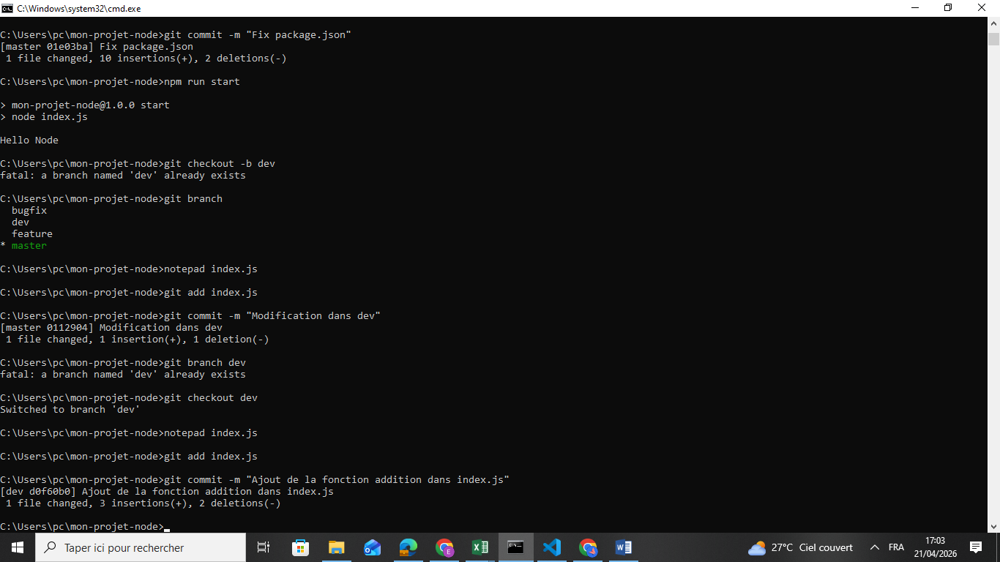 C:\Windows\system32\cmd.exe
C:\Users\pc\mon-projet-node>git commit -m "Fix package.json"
[master 01e03ba] Fix package.json
 1 file changed, 10 insertions(+), 2 deletions(-)
C:\Users\pc\mon-projet-node>npm run start
> mon-projet-node@1.0.0 start
> node index.js
Hello Node
C:\Users\pc\mon-projet-node>git checkout -b dev
fatal: a branch named 'dev' already exists
C:\Users\pc\mon-projet-node>git branch
  bugfix
  dev
  feature
* master
C:\Users\pc\mon-projet-node>notepad index.js
C:\Users\pc\mon-projet-node>git add index.js
C:\Users\pc\mon-projet-node>git commit -m "Modification dans dev"
[master 0112904] Modification dans dev
 1 file changed, 1 insertion(+), 1 deletion(-)
C:\Users\pc\mon-projet-node>git branch dev
fatal: a branch named 'dev' already exists
C:\Users\pc\mon-projet-node>git checkout dev
Switched to branch 'dev'
C:\Users\pc\mon-projet-node>notepad index.js
C:\Users\pc\mon-projet-node>git add index.js
C:\Users\pc\mon-projet-node>git commit -m "Ajout de la fonction addition dans index.js"
[dev d0f60b0] Ajout de la fonction addition dans index.js
 1 file changed, 3 insertions(+), 2 deletions(-)
C:\Users\pc\mon-projet-node>
Taper ici pour rechercher
27°C Ciel couvert
FRA
17:03
21/04/2026